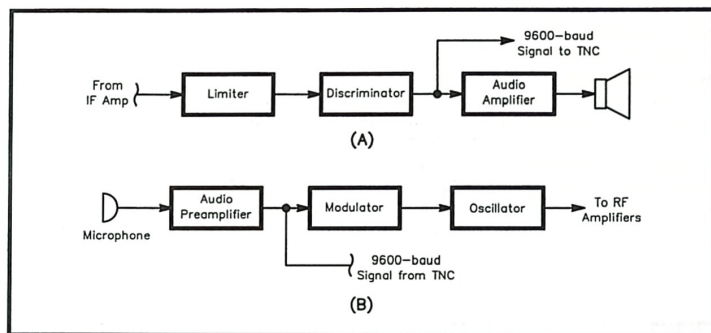 9600-baud
Signal to TNC
From
IF Amp
Limiter
Discriminator
Audio
Amplifier
(A)
Microphone
Audio
Preamplifier
Modulator
Oscillator
To RF
Amplifiers
9600-baud
Signal from TNC
(B)